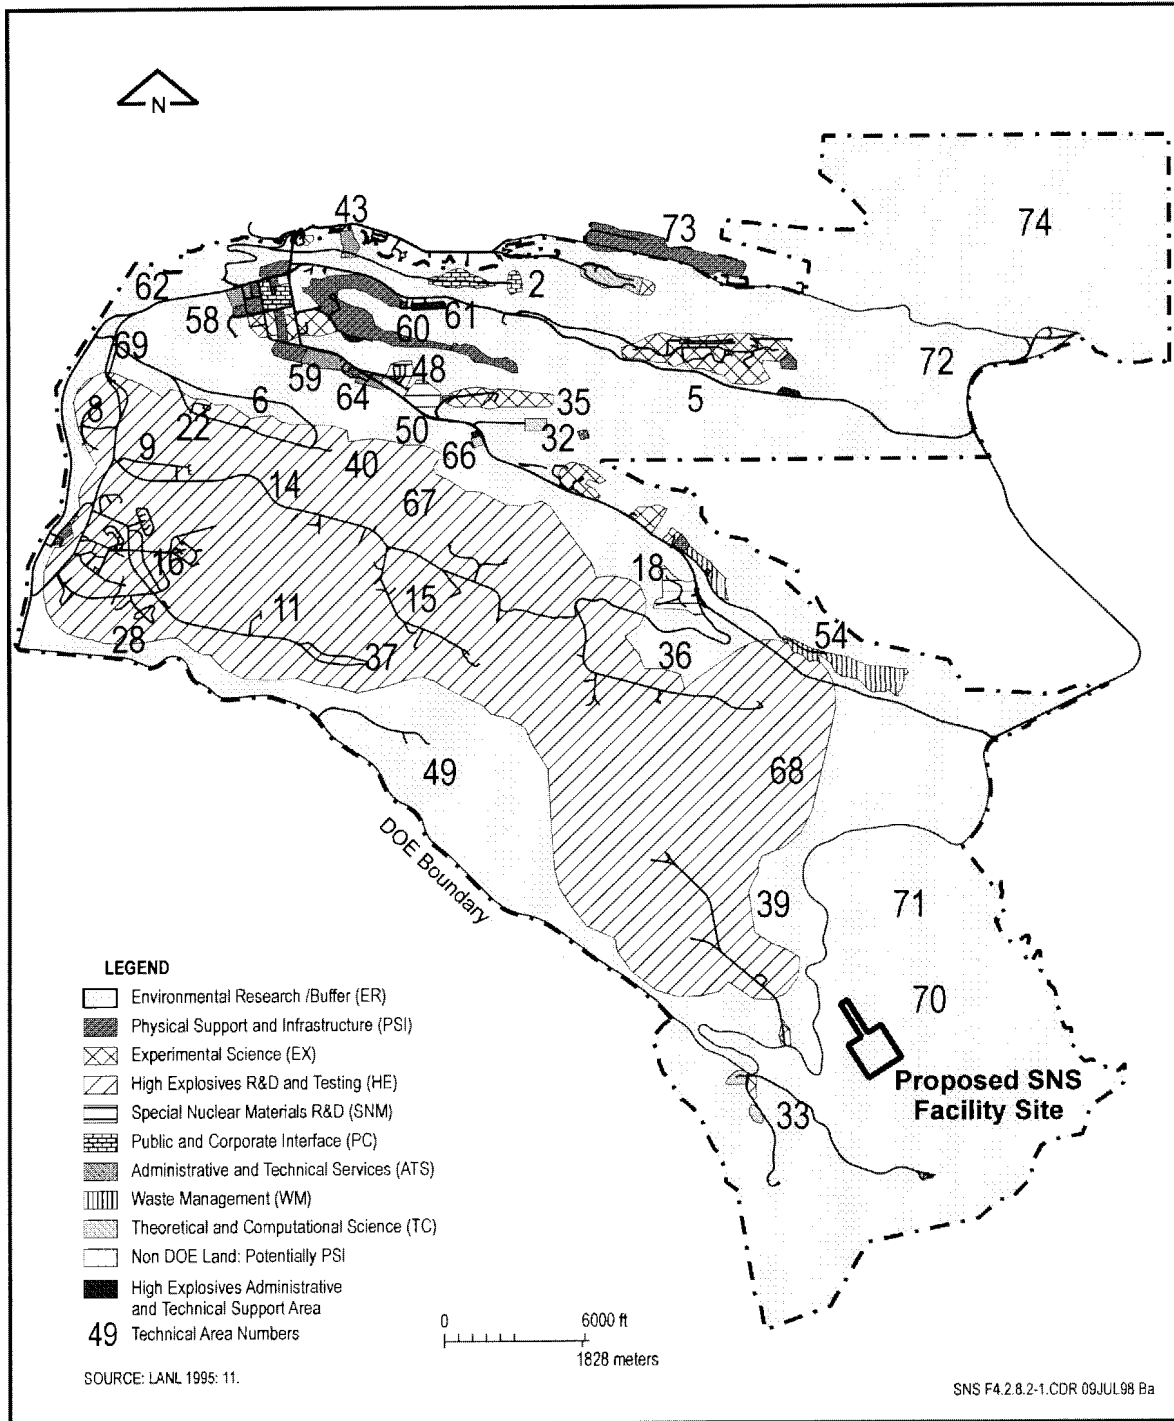 N
43
73
74
62
2
58
61
60
69
72
59
48
64
8
6
35
5
22
50
32
9
66
40
14
67
16
18
11
15
28
54
37
36
49
68
DOE Boundary
39
71
70
Proposed SNS
Facility Site
33
LEGEND
Environmental Research /Buffer (ER)
Physical Support and Infrastructure (PSI)
Experimental Science (EX)
High Explosives R&D and Testing (HE)
Special Nuclear Materials R&D (SNM)
Public and Corporate Interface (PC)
Administrative and Technical Services (ATS)
Waste Management (WM)
Theoretical and Computational Science (TC)
Non DOE Land: Potentially PSI
High Explosives Administrative
and Technical Support Area
49 Technical Area Numbers
0 6000 ft
1828 meters
SOURCE: LANL 1995: 11.
SNS F4.2.8.2-1.CDR 09JUL98 Ba